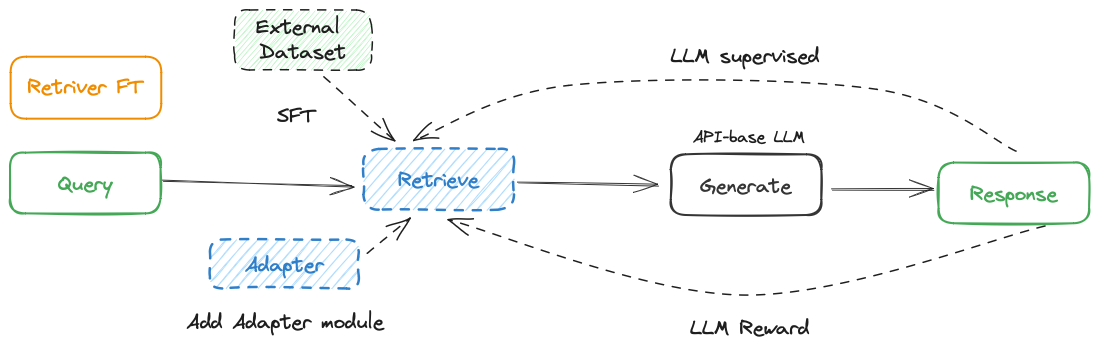 External
Dataset
LLM supervised
Retriver FT
SFT
API-base LLM
Query
Retrieve
Generate
Response
Adapter
Add Adapter module
LLM Reward